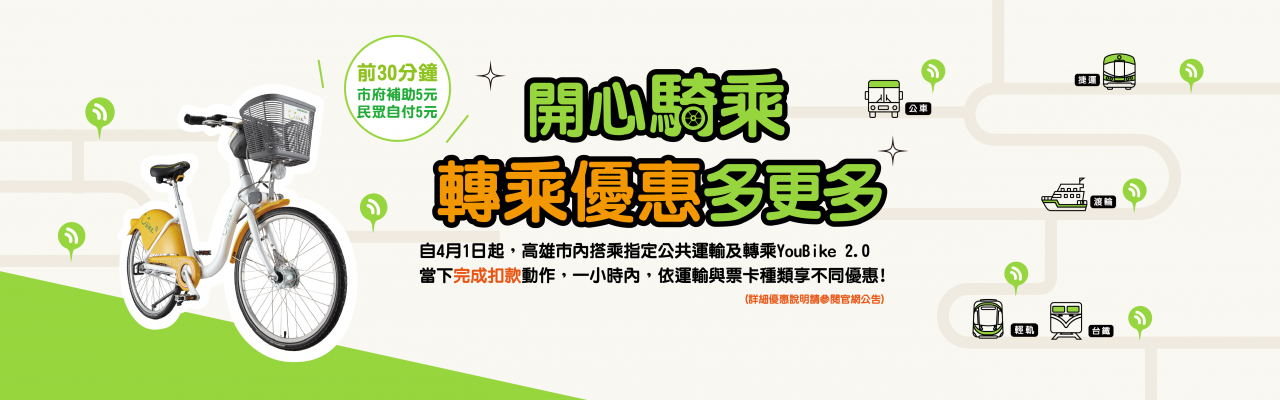 前30分鐘
市府補助5元
民眾自付5元
開心騎乘
轉乘優惠多更多
自4月1日起，高雄市內搭乘指定公共運輸及轉乘YouBike 2.0
當下完成扣款動作，一小時內，依運輸與票卡種類享不同優惠！
(詳細優惠說明請參閱官網公告)
公車
捷運
渡輪
輕軌
台鐵